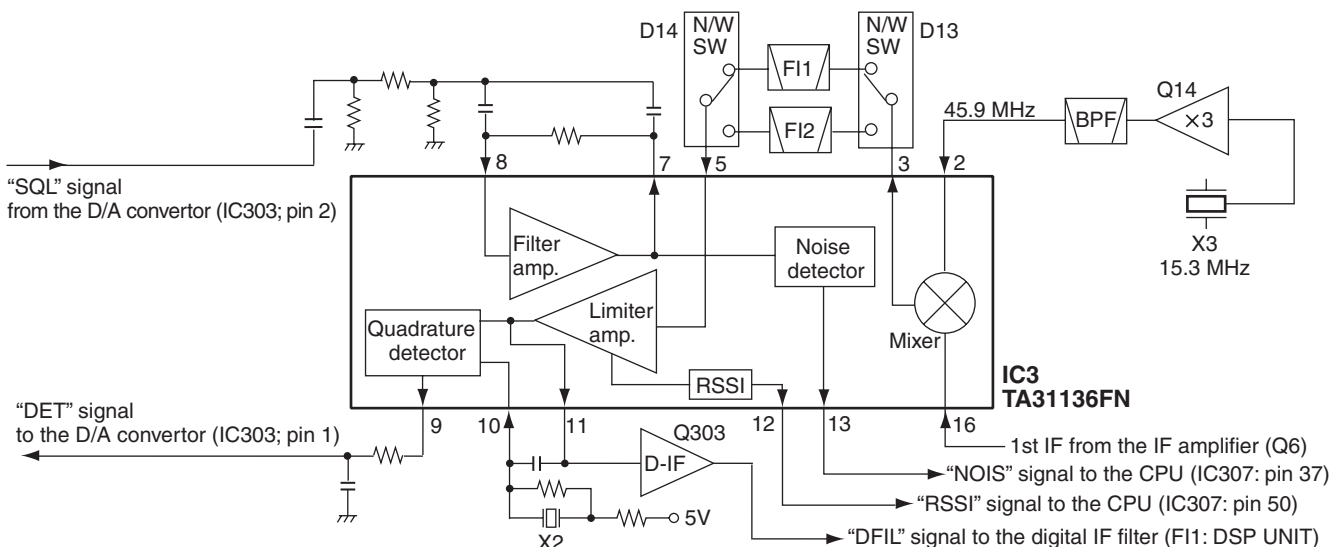 D14
N/W
SW
N/W
SW
D13
FI1
FI2
Q14
×3
BPF
45.9 MHz
X3
15.3 MHz
8
7
5
3
2
“SQL” signal
from the D/A convertor (IC303; pin 2)
Filter
amp.
Noise
detector
Limiter
amp.
Quadrature
detector
Mixer
RSSI
IC3
TA31136FN
“DET” signal
to the D/A convertor (IC303; pin 1)
9
10
11
12
13
16
Q303
D-IF
5V
X2
1st IF from the IF amplifier (Q6)
“NOIS” signal to the CPU (IC307: pin 37)
“RSSI” signal to the CPU (IC307: pin 50)
“DFIL” signal to the digital IF filter (FI1: DSP UNIT)